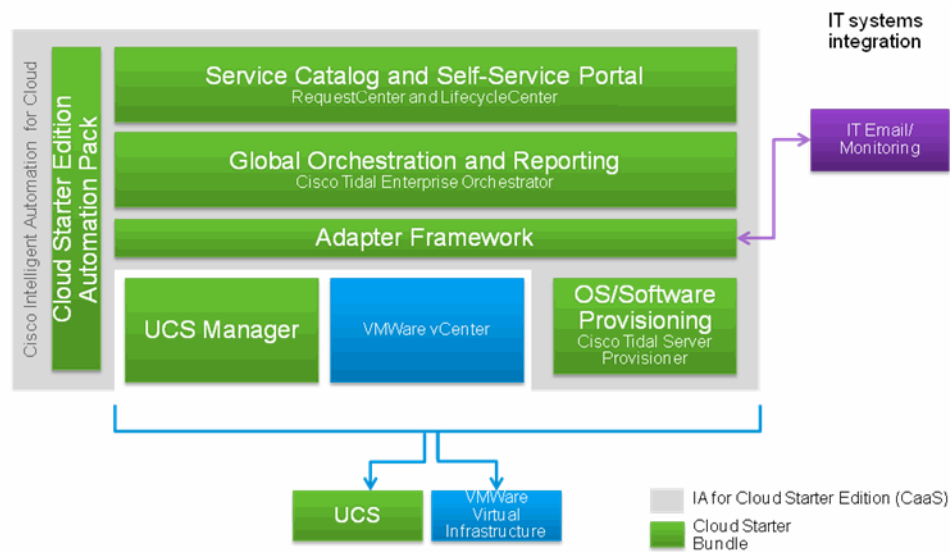 IT systems
integration
Cisco Intelligent Automation for Cloud
Cloud Starter Edition
Automation Pack
Service Catalog and Self-Service Portal
RequestCenter and LifecycleCenter
Global Orchestration and Reporting
Cisco Tidal Enterprise Orchestrator
Adapter Framework
IT Email/
Monitoring
UCS Manager
VMWare vCenter
OS/Software
Provisioning
Cisco Tidal Server
Provisioner
UCS
VMWare
Virtual
Infrastructure
IA for Cloud Starter Edition (CaaS)
Cloud Starter
Bundle